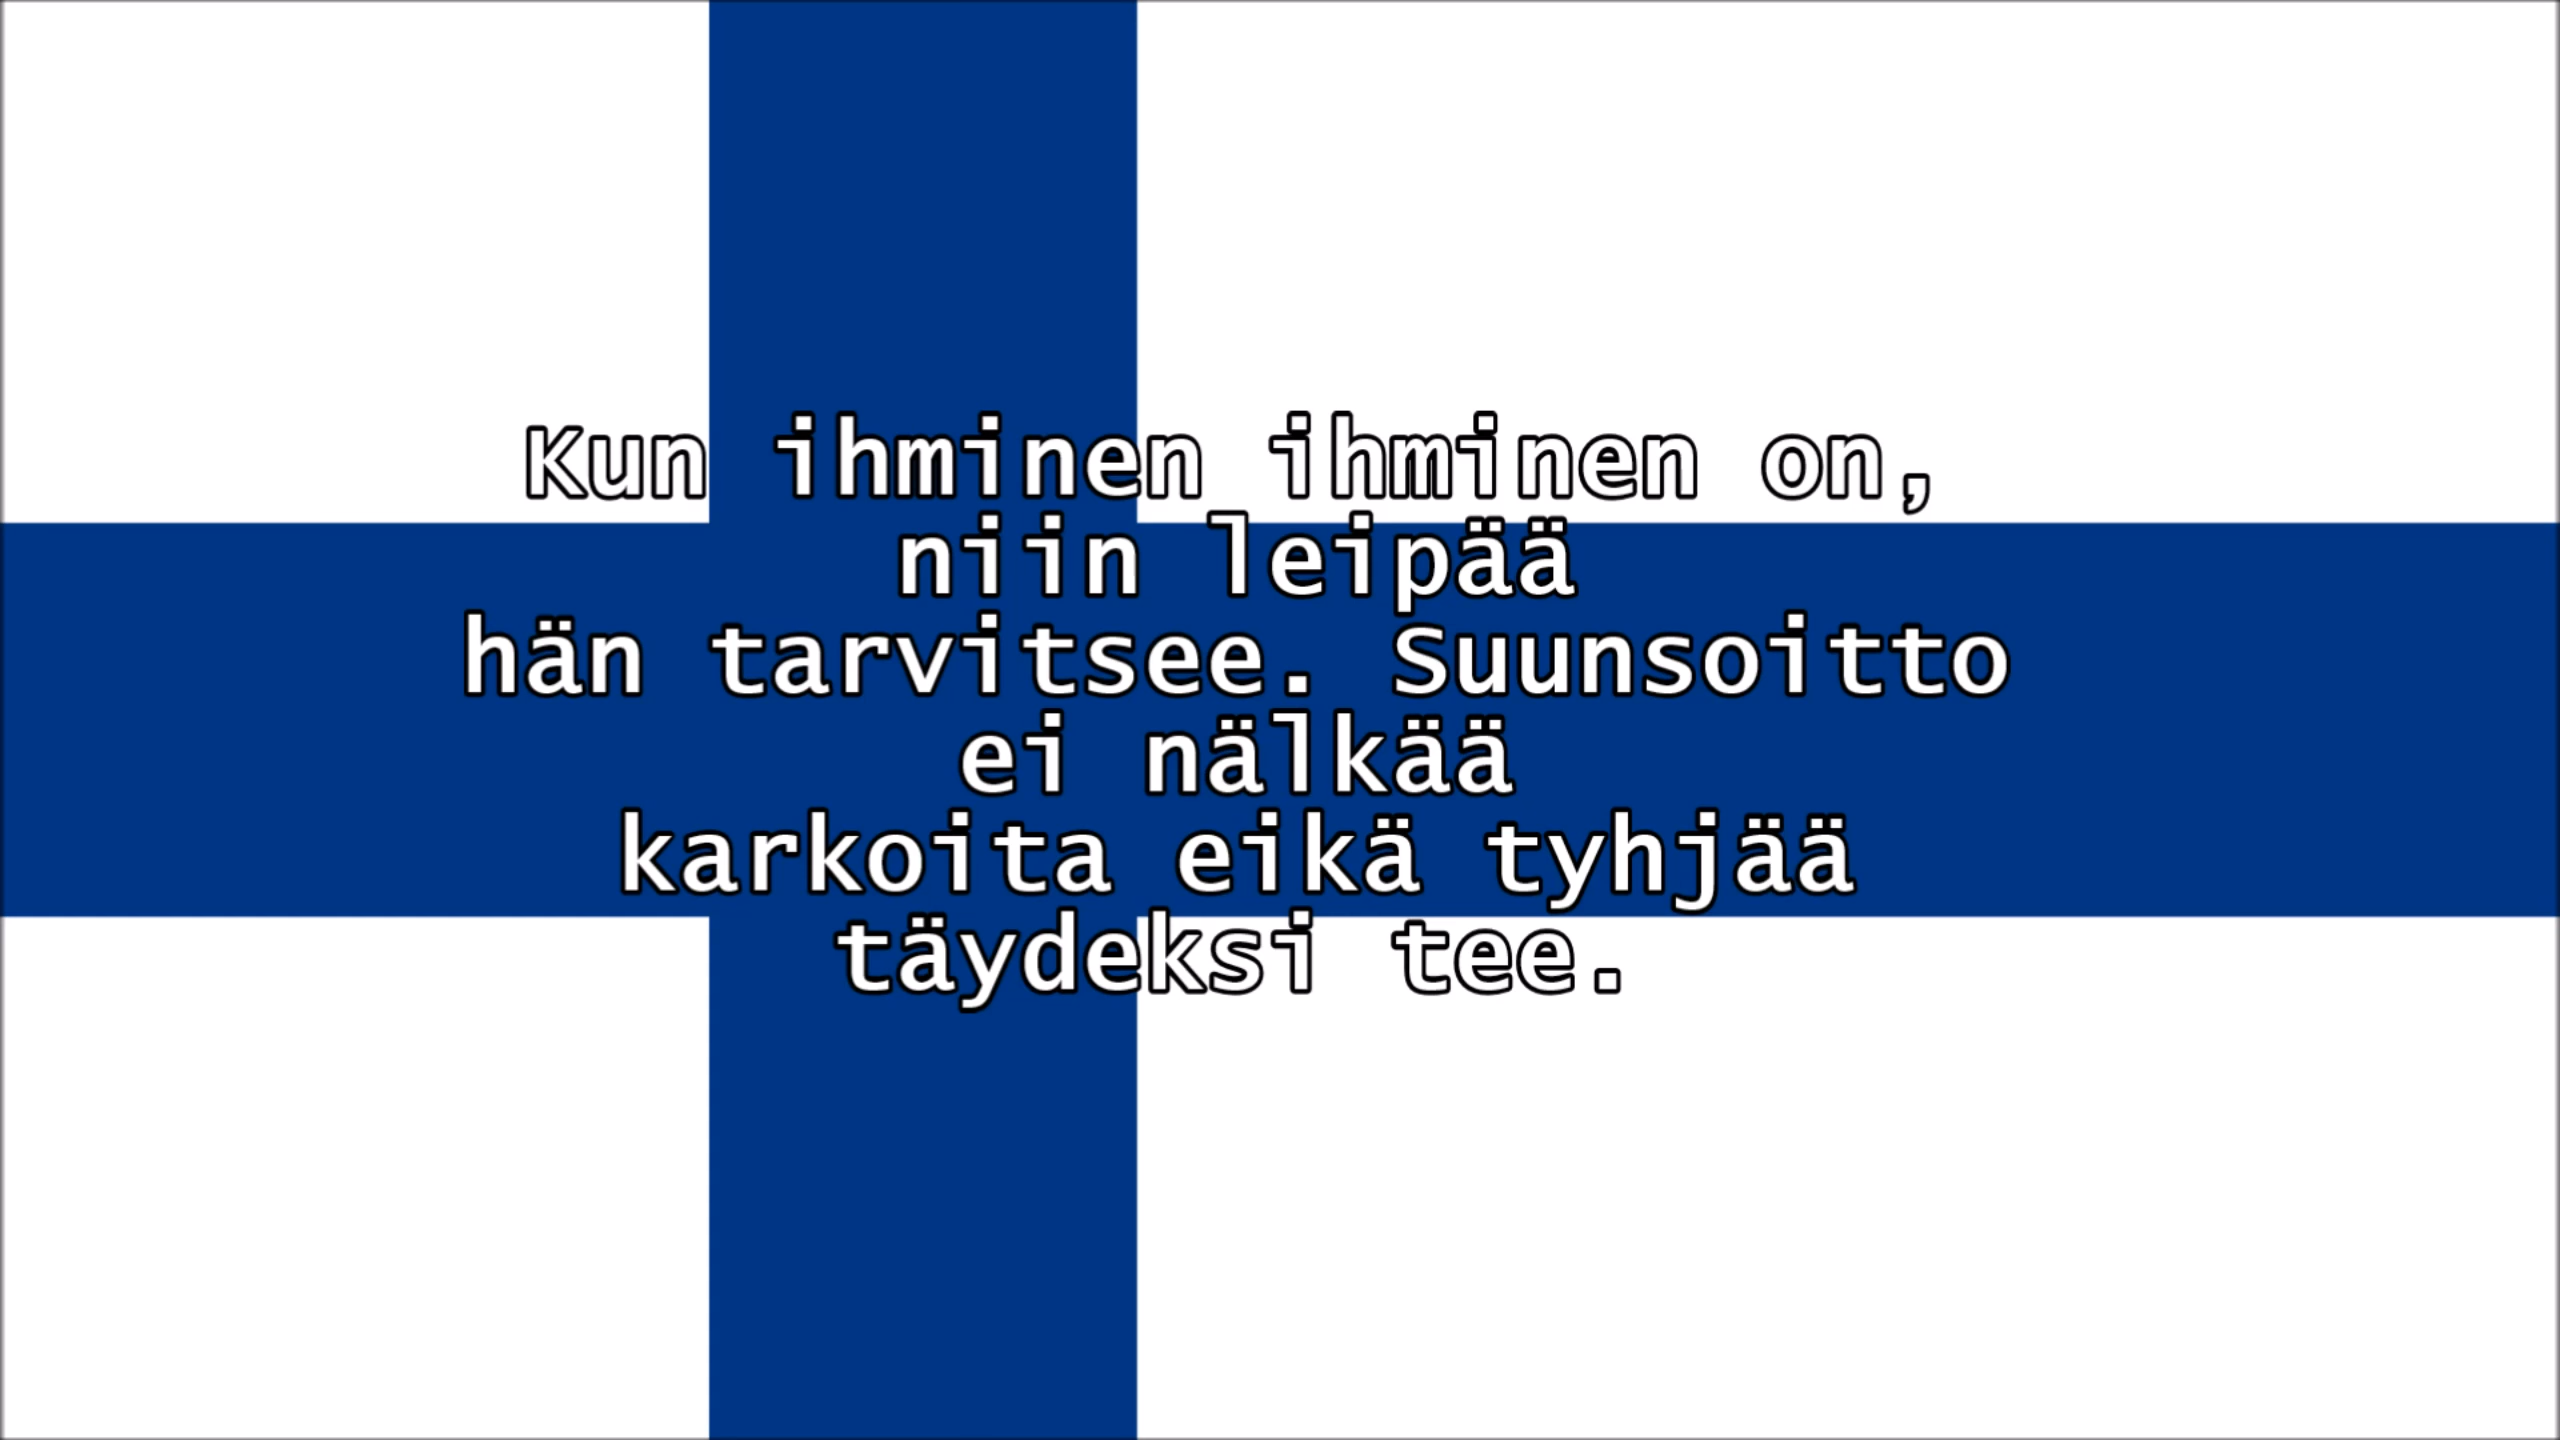 Kun ihminen ihminen on,
niin leipää
hän tarvitsee. Suunsoitto
ei nälkää
karkoita eikä tyhjää
täydeksi tee.